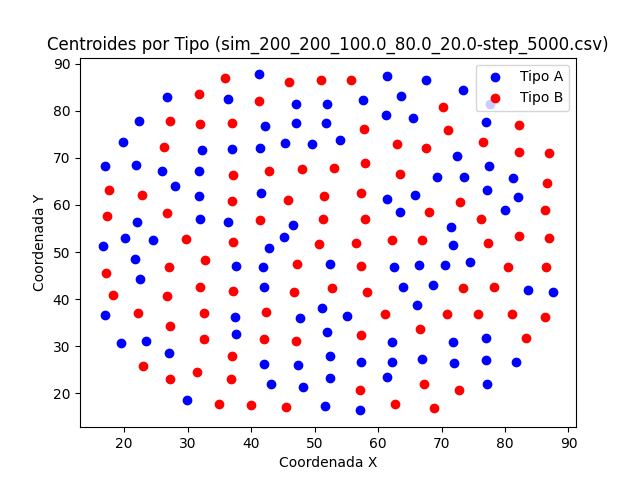 Centroides por Tipo (sim_200_200_100.0_80.0_20.0-step_5000.csv)
Tipo A
Tipo B
90
80
70
60
50
40
30
20
Coordenada Y
20 30 40 50 60 70 80 90
Coordenada X